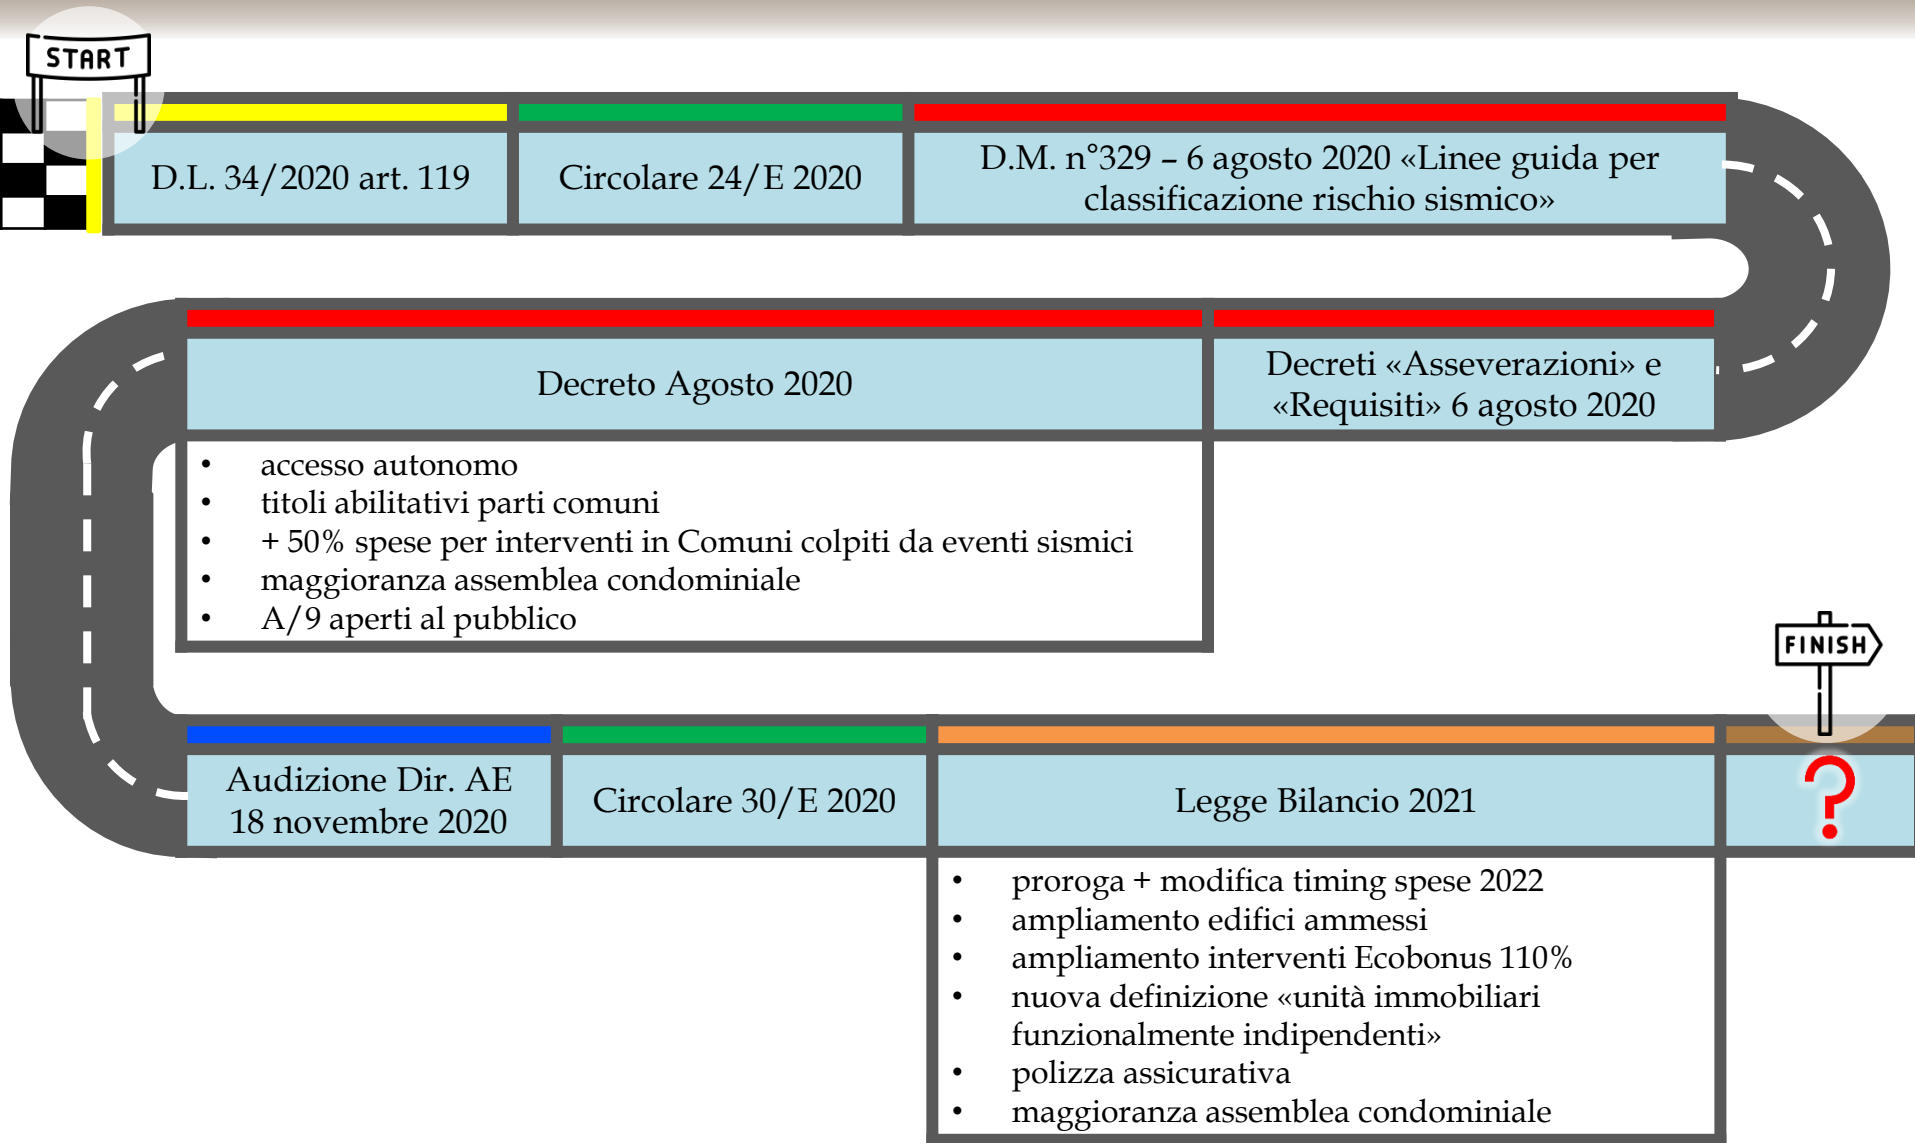 START
D.L. 34/2020 art. 119
Circolare 24/E 2020
D.M. n°329 – 6 agosto 2020 «Linee guida per
classificazione rischio sismico»
Decreti «Asseverazioni» e
«Requisiti» 6 agosto 2020
Decreto Agosto 2020
• accesso autonomo
• titoli abilitativi parti comuni
• + 50% spese per interventi in Comuni colpiti da eventi sismici
• maggioranza assemblea condominiale
• A/9 aperti al pubblico
Audizione Dir. AE
18 novembre 2020
Circolare 30/E 2020
Legge Bilancio 2021
• proroga + modifica timing spese 2022
• ampliamento edifici ammessi
• ampliamento interventi Ecobonus 110%
• nuova definizione «unità immobiliari
funzionalmente indipendenti»
• polizza assicurativa
• maggioranza assemblea condominiale
FINISH
?